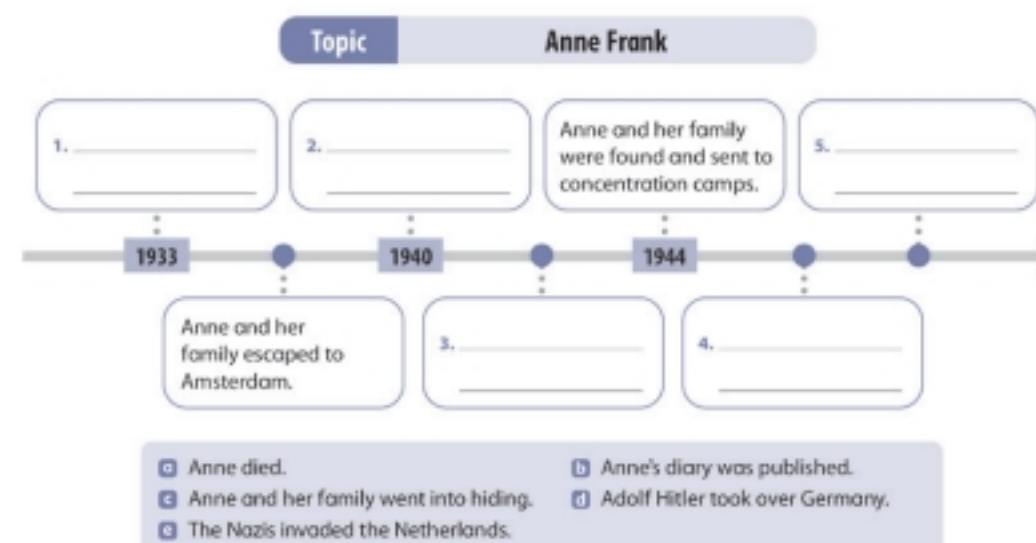 Topic Anne Frank
1.
2.
Anne and her family
were found and sent to
concentration camps.
5.
1933
1940
1944
Anne and her
family escaped to
Amsterdam.
3.
4.
a Anne died.
b Anne's diary was published.
c Anne and her family went into hiding.
d Adolf Hitler took over Germany.
e The Nazis invaded the Netherlands.